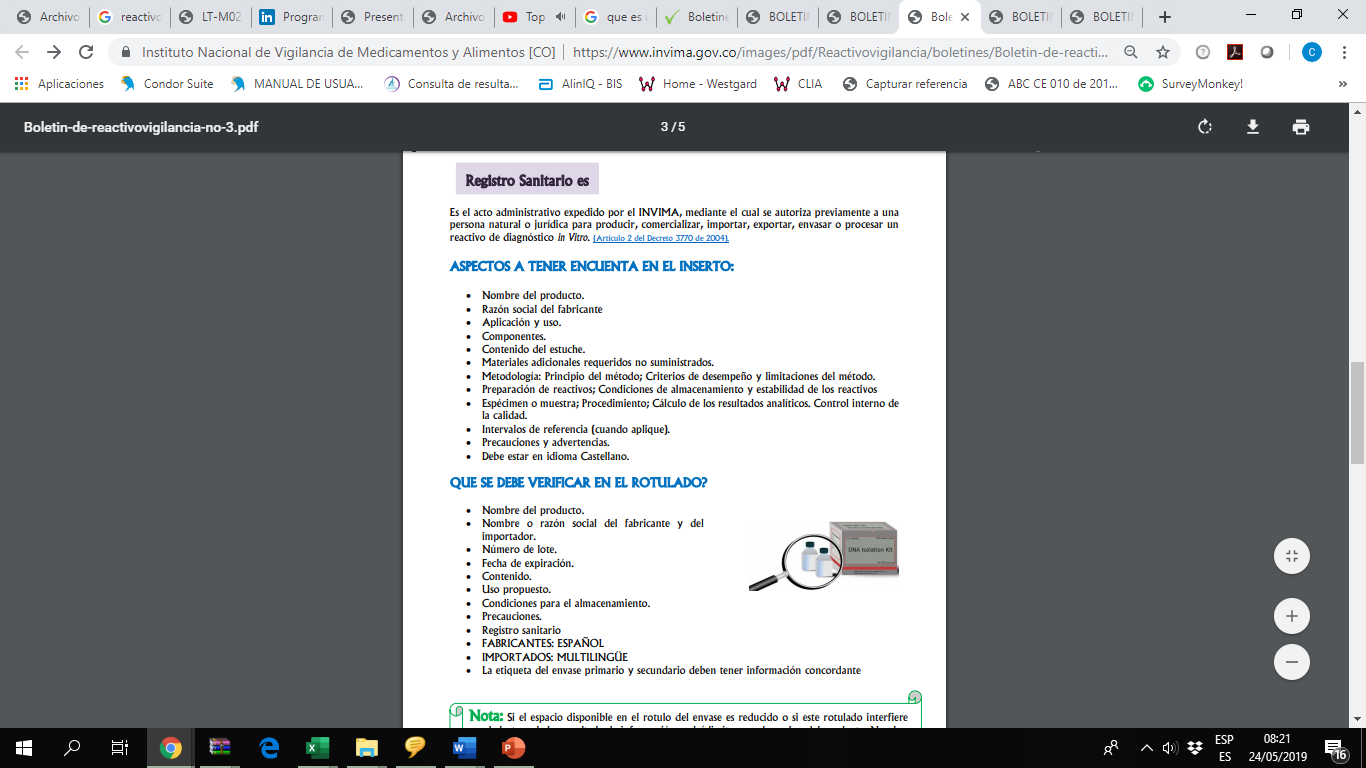 Archivo
reactivo
LT-M02
Program
Present
Archivo
Top
que es
Boletine
BOLETI
BOLETI
Bole
BOLETI
BOLETI
Instituto Nacional de Vigilancia de Medicamentos y Alimentos [CO] | https://www.invima.gov.co/images/pdf/Reactivovigilancia/boletines/Boletin-de-reacti...
C
Aplicaciones
Condor Suite
MANUAL DE USUA...
Consulta de resulta...
AlinIQ - BIS
Home - Westgard
CLIA
Capturar referencia
ABC CE 010 de 201...
SurveyMonkey!
»
Boletin-de-reactivovigilancia-no-3.pdf
3 / 5
Registro Sanitario es
Es el acto administrativo expedido por el INVIMA, mediante el cual se autoriza previamente a una
persona natural o jurídica para producir, comercializar, importar, exportar, envasar o procesar un
reactivo de diagnóstico in Vitro. (Artículo 2 del Decreto 3770 de 2004).
ASPECTOS A TENER ENCUENTA EN EL INSERTO:
• Nombre del producto.
• Razón social del fabricante
• Aplicación y uso.
• Componentes.
• Contenido del estuche.
• Materiales adicionales requeridos no suministrados.
• Metodología: Principio del método; Criterios de desempeño y limitaciones del método.
• Preparación de reactivos; Condiciones de almacenamiento y estabilidad de los reactivos
• Espécimen o muestra; Procedimiento; Cálculo de los resultados analíticos. Control interno de
la calidad.
• Intervalos de referencia (cuando aplique).
• Precauciones y advertencias.
• Debe estar en idioma Castellano.
QUE SE DEBE VERIFICAR EN EL ROTULADO?
• Nombre del producto.
• Nombre o razón social del fabricante y del
importador.
• Número de lote.
• Fecha de expiración.
• Contenido.
• Uso propuesto.
• Condiciones para el almacenamiento.
• Precauciones.
• Registro sanitario
• FABRICANTES: ESPAÑOL
• IMPORTADOS: MULTILINGÜE
• La etiqueta del envase primario y secundario deben tener información concordante
DNA Isolation Kit
Nota: Si el espacio disponible en el rotulo del envase es reducido o si este rotulado interfiere
ESP
ES
08:21
24/05/2019
16